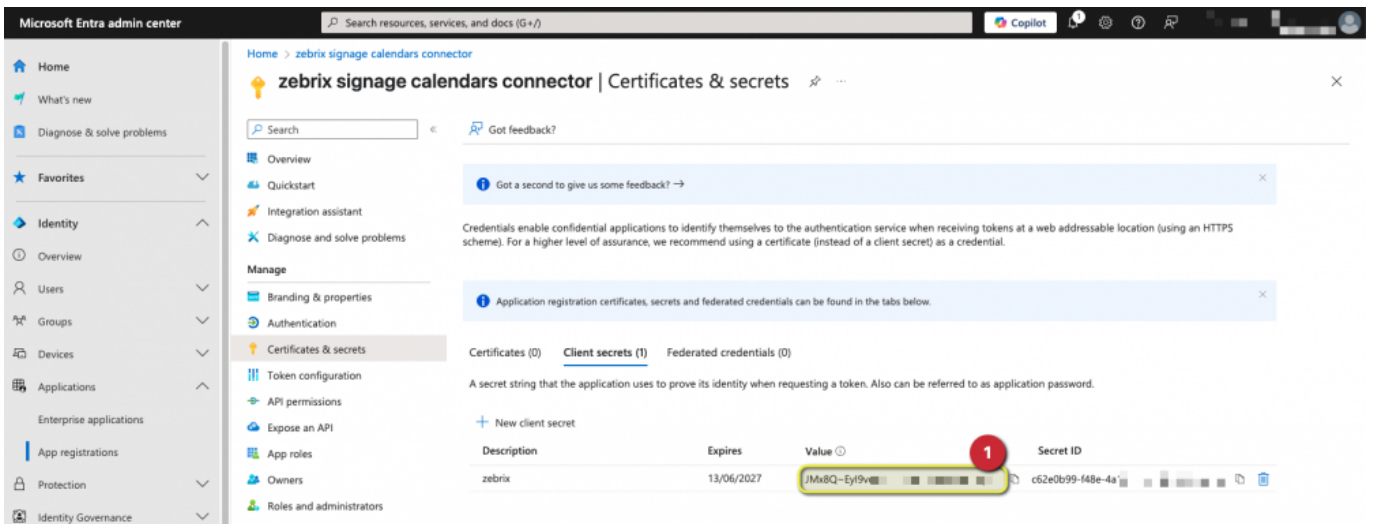 Microsoft Entra admin center
Search resources, services, and docs (G+/)
Copilot
1
Home
What's new
Diagnose & solve problems
Favorites
Identity
Overview
Users
Groups
Devices
Applications
Enterprise applications
App registrations
Protection
Identity Governance
Home > zebrix signage calendars connector
zebrix signage calendars connector | Certificates & secrets
Search
Overview
Quickstart
Integration assistant
Diagnose and solve problems
Manage
Branding & properties
Authentication
Certificates & secrets
Token configuration
API permissions
Expose an API
App roles
Owners
Roles and administrators
Got feedback?
Got a second to give us some feedback? →
Credentials enable confidential applications to identify themselves to the authentication service when receiving tokens at a web addressable location (using an HTTPS
scheme). For a higher level of assurance, we recommend using a certificate (instead of a client secret) as a credential.
Application registration certificates, secrets and federated credentials can be found in the tabs below.
Certificates (0) Client secrets (1) Federated credentials (0)
A secret string that the application uses to prove its identity when requesting a token. Also can be referred to as application password.
+ New client secret
Description Expires Value 1 Secret ID
zebrix 13/06/2027